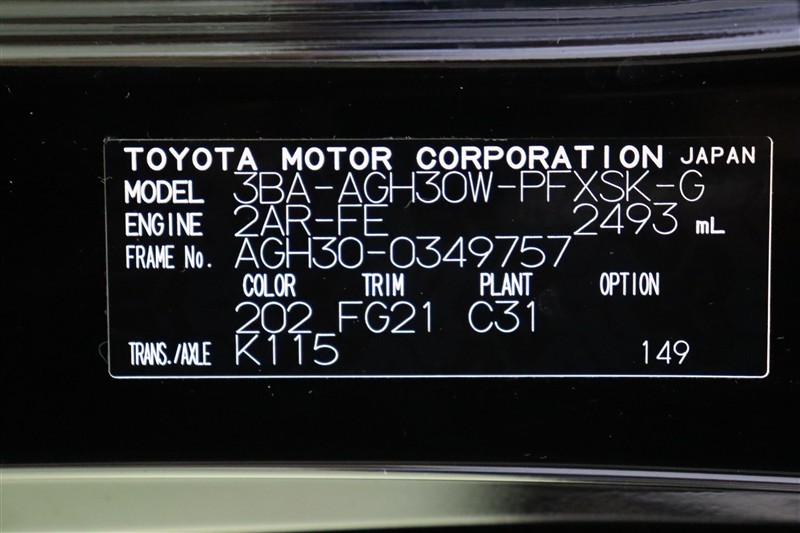 TOYOTA MOTOR CORPORATION JAPAN
MODEL 3BA-AGH30W-PFXSK-G
ENGINE 2AR-FE 2493 mL
FRAME No. AGH30-0349757
COLOR TRIM PLANT OPTION
202 FG21 C31
TRANS./AXLE K115 149